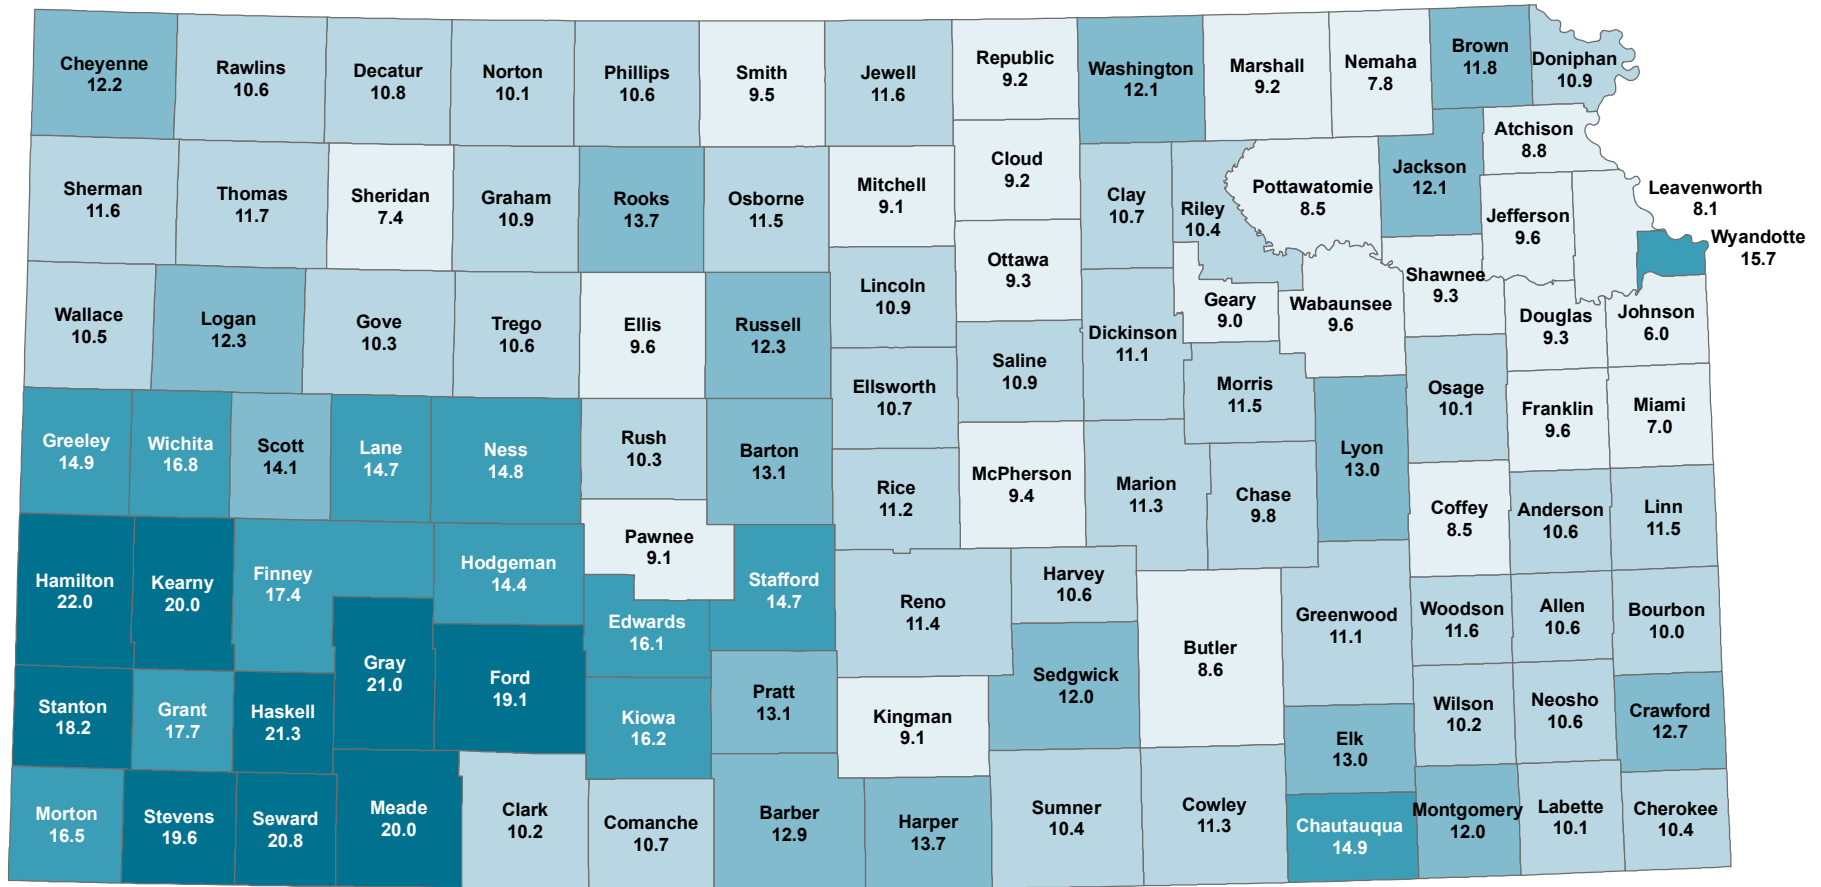 Cheyenne
12.2
Rawlins
10.6
Decatur
10.8
Norton
10.1
Phillips
10.6
Smith
9.5
Jewell
11.6
Republic
9.2
Washington
12.1
Marshall
9.2
Nemaha
7.8
Brown
11.8
Doniphan
10.9
Sherman
11.6
Thomas
11.7
Sheridan
7.4
Graham
10.9
Rooks
13.7
Osborne
11.5
Mitchell
9.1
Cloud
9.2
Clay
10.7
Riley
10.4
Pottawatomie
8.5
Jackson
12.1
Atchison
8.8
Jefferson
9.6
Leavenworth
8.1
Wyandotte
15.7
Wallace
10.5
Logan
12.3
Gove
10.3
Trego
10.6
Ellis
9.6
Russell
12.3
Lincoln
10.9
Ottawa
9.3
Dickinson
11.1
Geary
9.0
Wabaunsee
9.6
Shawnee
9.3
Douglas
9.3
Johnson
6.0
Ellsworth
10.7
Saline
10.9
Morris
11.5
Osage
10.1
Franklin
9.6
Miami
7.0
Greeley
14.9
Wichita
16.8
Scott
14.1
Lane
14.7
Ness
14.8
Rush
10.3
Barton
13.1
Rice
11.2
McPherson
9.4
Marion
11.3
Chase
9.8
Lyon
13.0
Coffey
8.5
Anderson
10.6
Linn
11.5
Hamilton
22.0
Kearny
20.0
Finney
17.4
Hodgeman
14.4
Pawnee
9.1
Stafford
14.7
Edwards
16.1
Reno
11.4
Harvey
10.6
Butler
8.6
Greenwood
11.1
Woodson
11.6
Allen
10.6
Bourbon
10.0
Stanton
18.2
Grant
17.7
Haskell
21.3
Gray
21.0
Ford
19.1
Kiowa
16.2
Pratt
13.1
Kingman
9.1
Sedgwick
12.0
Elk
13.0
Wilson
10.2
Neosho
10.6
Crawford
12.7
Morton
16.5
Stevens
19.6
Seward
20.8
Meade
20.0
Clark
10.2
Comanche
10.7
Barber
12.9
Harper
13.7
Sumner
10.4
Cowley
11.3
Chautauqua
14.9
Montgomery
12.0
Labette
10.1
Cherokee
10.4